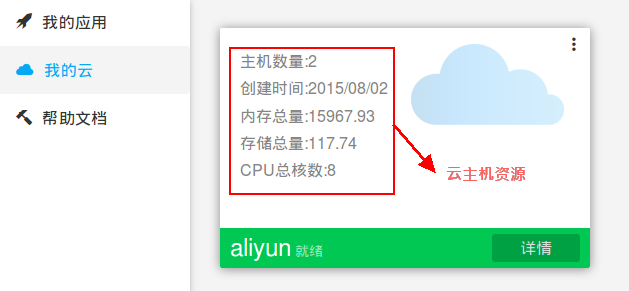 我的应用
我的云
帮助文档
主机数量:2
创建时间:2015/08/02
内存总量:15967.93
存储总量:117.74
CPU总核数:8
云主机资源
aliyun 就绪
详情